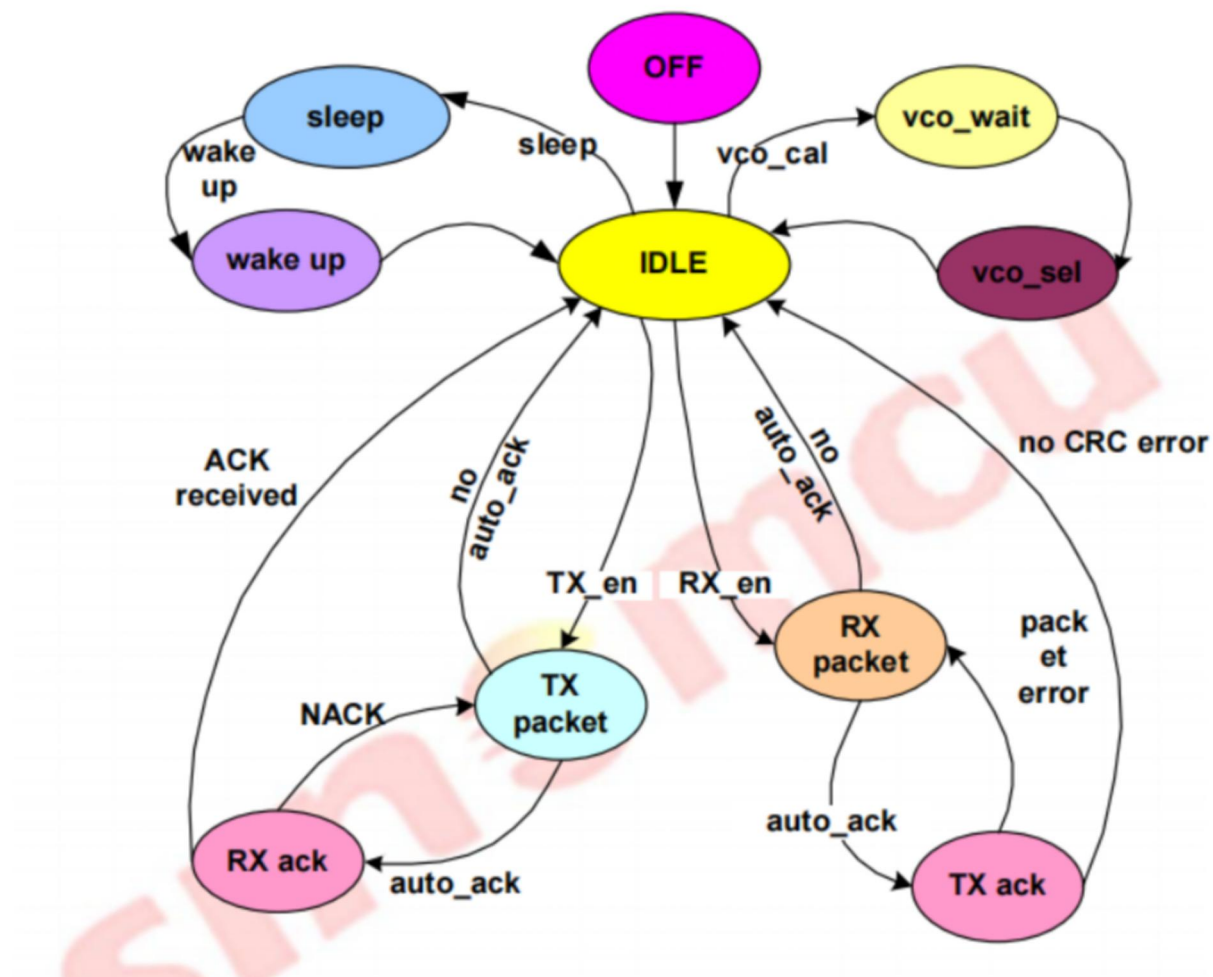 OFF
sleep
vco_wait
sleep
vco_cal
wake
up
wake up
IDLE
vco_sel
ACK
received
no
auto_ack
no
auto_ack
no CRC error
TX_en
RX_en
RX
packet
pack
et
error
TX
packet
NACK
auto_ack
RX ack
auto_ack
TX ack
mcu